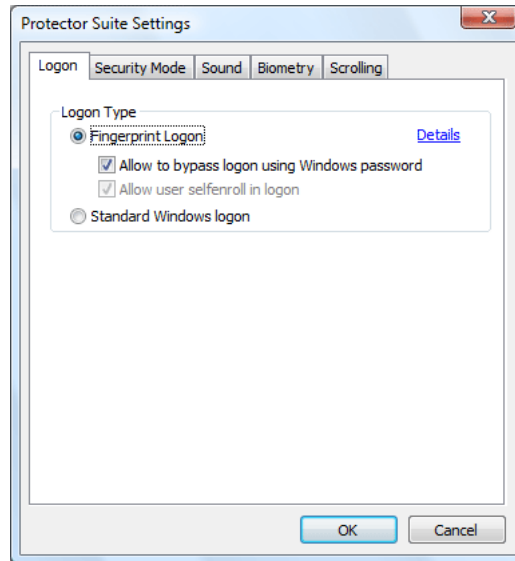 Protector Suite Settings
Logon Security Mode Sound Biometry Scrolling
Logon Type
Fingerprint Logon Details
Allow to bypass logon using Windows password
Allow user selfenroll in logon
Standard Windows logon
OK Cancel